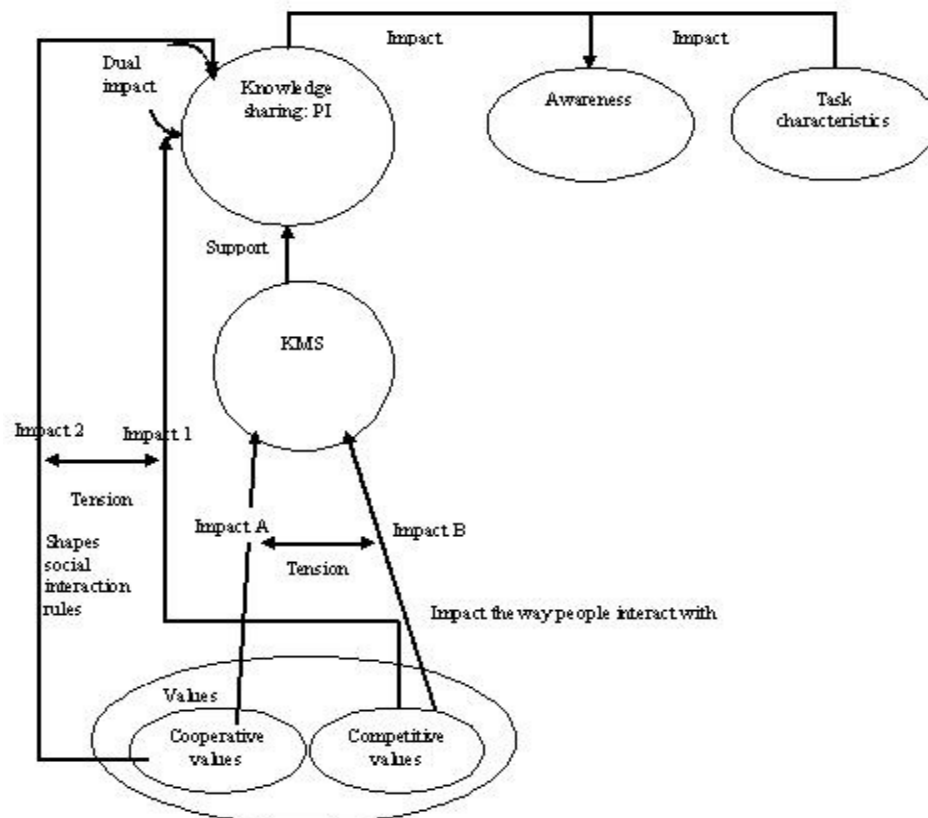 Impact
Impact
Dual
impact
Knowledge
sharing: PI
Awareness
Task
characteristics
Support
KMS
Impact 2
Impact 1
Tension
Impact A
Impact B
Tension
Shapes
social
interaction
rules
Impact the way people interact with
Values
Cooperative
values
Competitive
values